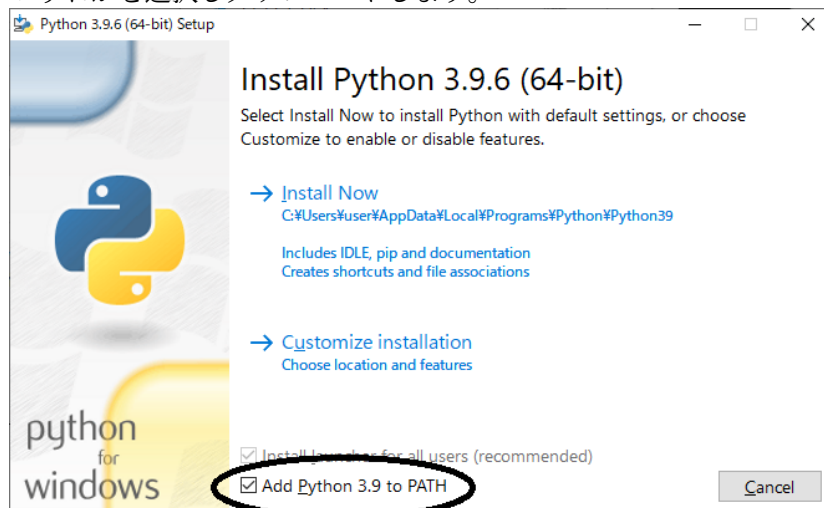 Python 3.9.6 (64-bit) Setup
Install Python 3.9.6 (64-bit)
Select Install Now to install Python with default settings, or choose
Customize to enable or disable features.
Install Now
C:¥Users¥user¥AppData¥Local¥Programs¥Python¥Python39
Includes IDLE, pip and documentation
Creates shortcuts and file associations
Customize installation
Choose location and features
Install launcher for all users (recommended)
Add Python 3.9 to PATH
Cancel
python
for
windows